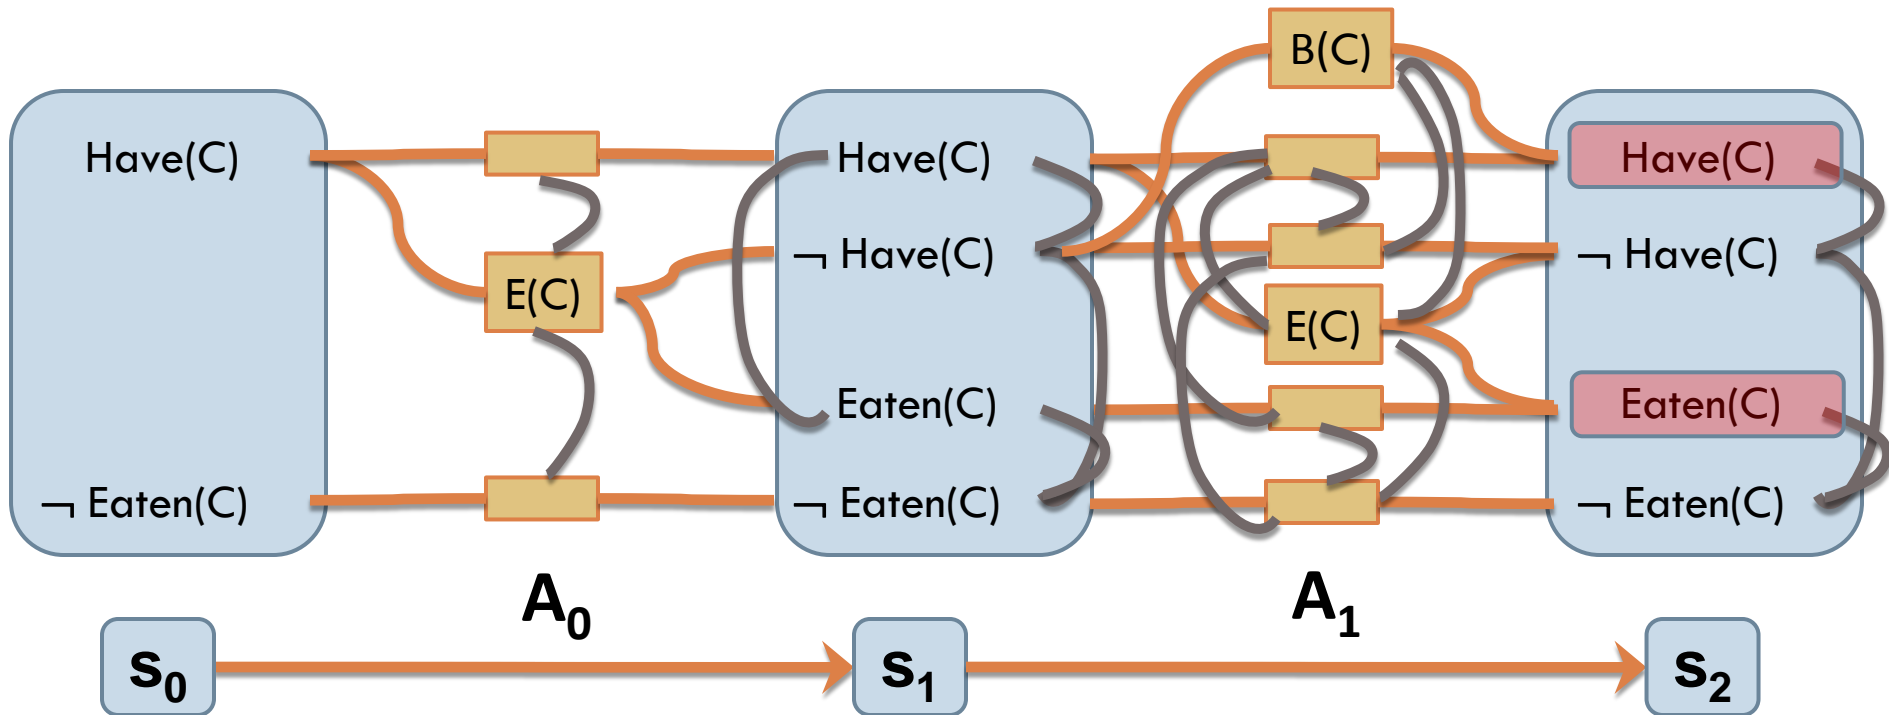 Have(C)
¬ Eaten(C)
E(C)
A₀
Have(C)
¬ Have(C)
Eaten(C)
¬ Eaten(C)
B(C)
E(C)
A₁
Have(C)
¬ Have(C)
Eaten(C)
¬ Eaten(C)
s₀
s₁
s₂